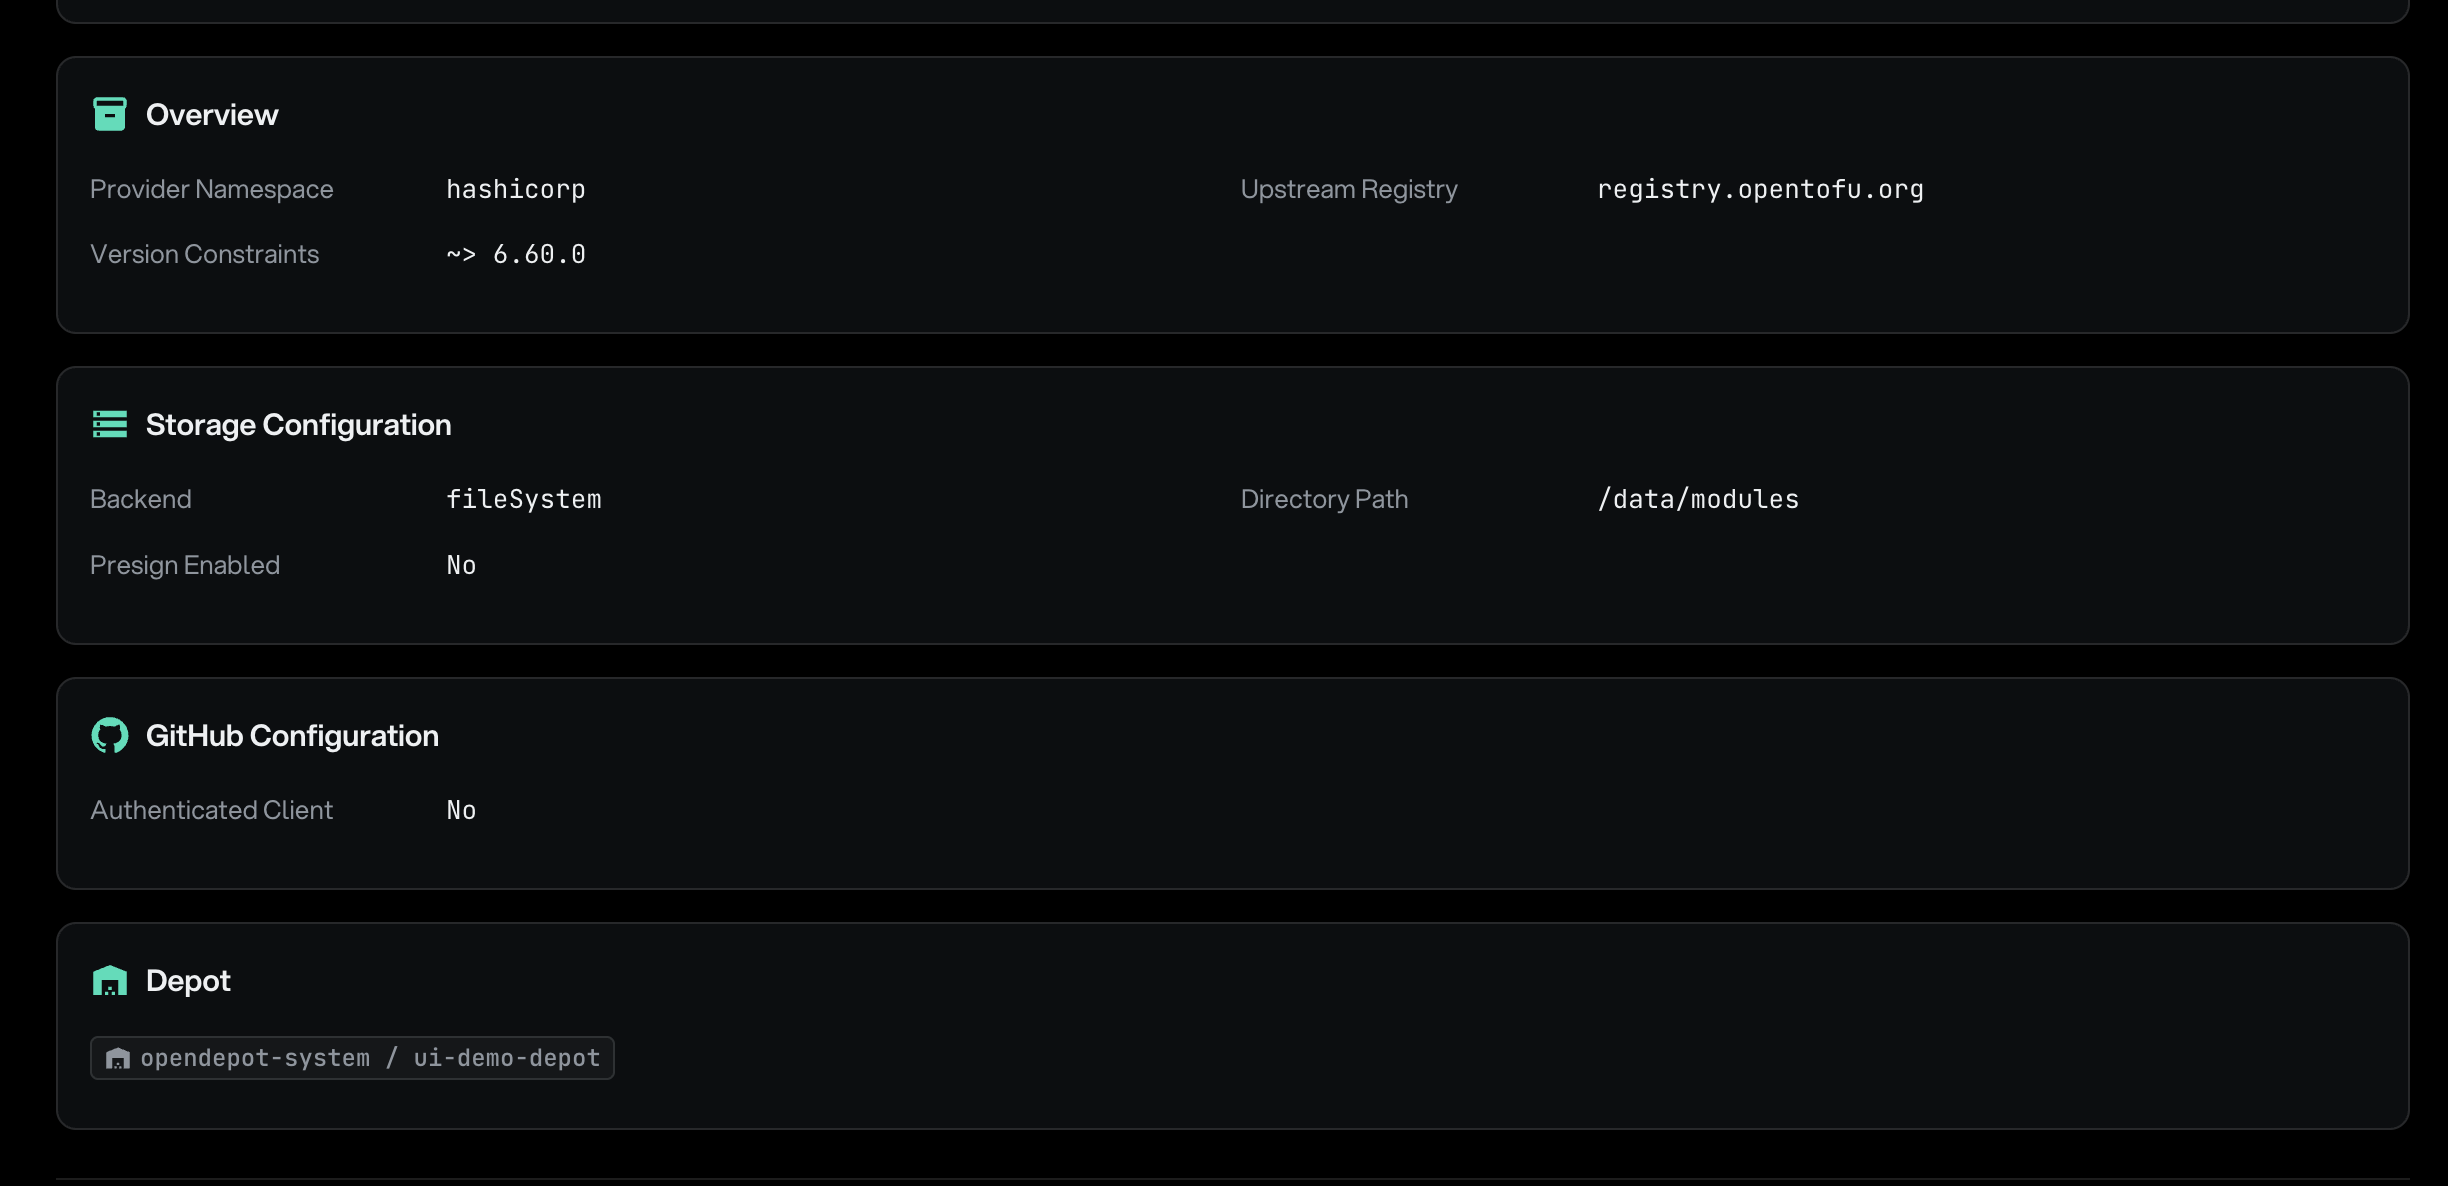 Overview
Provider Namespace hashicorp Upstream Registry registry.opentofu.org
Version Constraints ~> 6.60.0
Storage Configuration
Backend fileSystem Directory Path /data/modules
Presign Enabled No
GitHub Configuration
Authenticated Client No
Depot
opendepot-system / ui-demo-depot